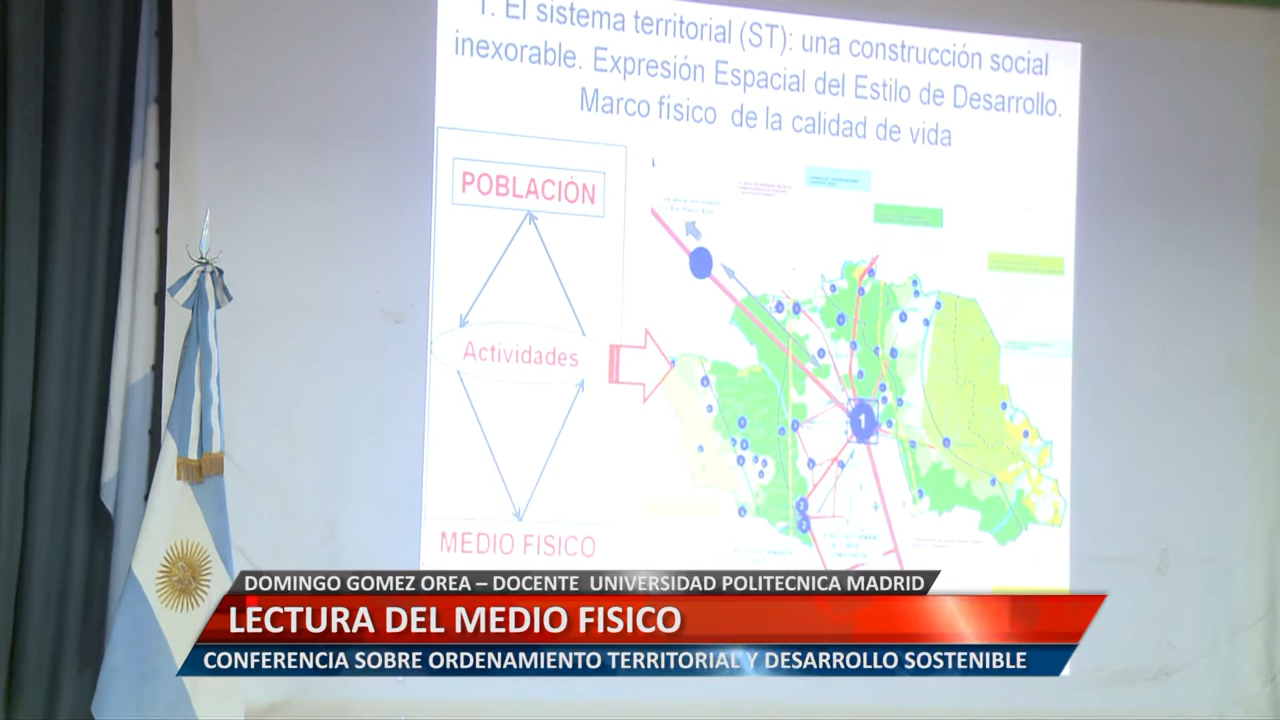 1. El sistema territorial (ST): una construcción social
inexorable. Expresión Espacial del Estilo de Desarrollo.
Marco físico de la calidad de vida
POBLACIÓN
Actividades
MEDIO FISICO
1
DOMINGO GOMEZ OREA – DOCENTE UNIVERSIDAD POLITECNICA MADRID
LECTURA DEL MEDIO FISICO
CONFERENCIA SOBRE ORDENAMIENTO TERRITORIAL Y DESARROLLO SOSTENIBLE